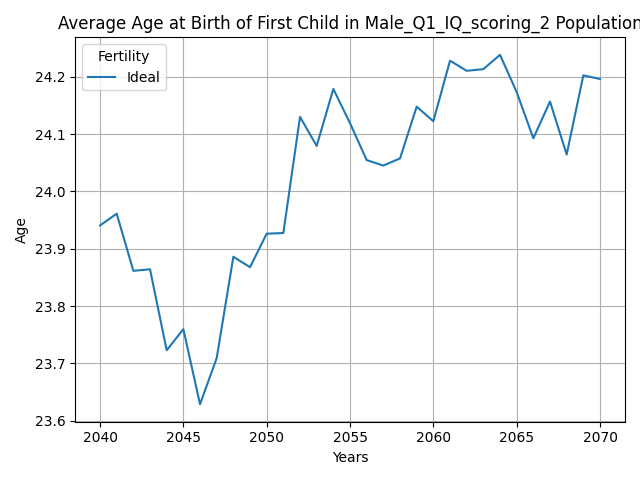 Average Age at Birth of First Child in Male_Q1_IQ_scoring_2 Population
Fertility
Ideal
Age
24.2
24.1
24.0
23.9
23.8
23.7
23.6
2040
2045
2050
2055
2060
2065
2070
Years